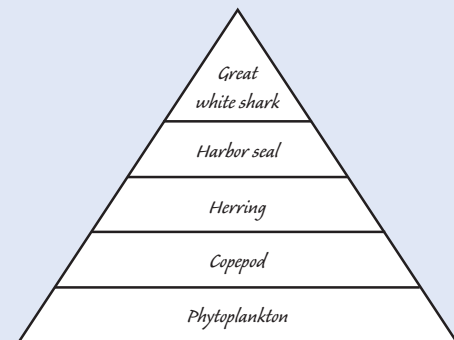 Great
white shark
Harbor seal
Herring
Copepod
Phytoplankton